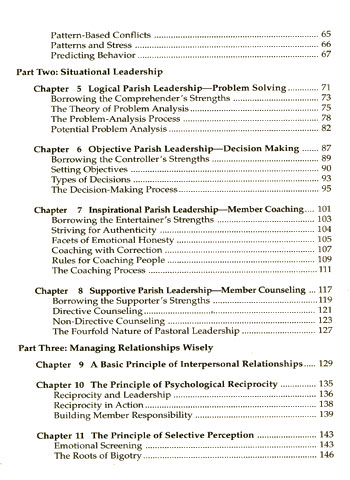 Pattern-Based Conflicts ..... 65
Patterns and Stress ..... 66
Predicting Behavior ..... 67
Part Two: Situational Leadership
Chapter 5 Logical Parish Leadership—Problem Solving ..... 71
Borrowing the Comprehender's Strengths ..... 73
The Theory of Problem Analysis ..... 75
The Problem-Analysis Process ..... 78
Potential Problem Analysis ..... 82
Chapter 6 Objective Parish Leadership—Decision Making ..... 87
Borrowing the Controller's Strengths ..... 89
Setting Objectives ..... 90
Types of Decisions ..... 93
The Decision-Making Process ..... 95
Chapter 7 Inspirational Parish Leadership—Member Coaching ..... 101
Borrowing the Entertainer's Strengths ..... 103
Striving for Authenticity ..... 104
Facets of Emotional Honesty ..... 105
Coaching with Correction ..... 107
Rules for Coaching People ..... 109
The Coaching Process ..... 111
Chapter 8 Supportive Parish Leadership—Member Counseling ..... 117
Borrowing the Supporter's Strengths ..... 119
Directive Counseling ..... 121
Non-Directive Counseling ..... 123
The Fourfold Nature of Pastoral Leadership ..... 127
Part Three: Managing Relationships Wisely
Chapter 9 A Basic Principle of Interpersonal Relationships ..... 129
Chapter 10 The Principle of Psychological Reciprocity ..... 135
Reciprocity and Leadership ..... 136
Reciprocity in Action ..... 138
Building Member Responsibility ..... 139
Chapter 11 The Principle of Selective Perception ..... 143
Emotional Screening ..... 143
The Roots of Bigotry ..... 146